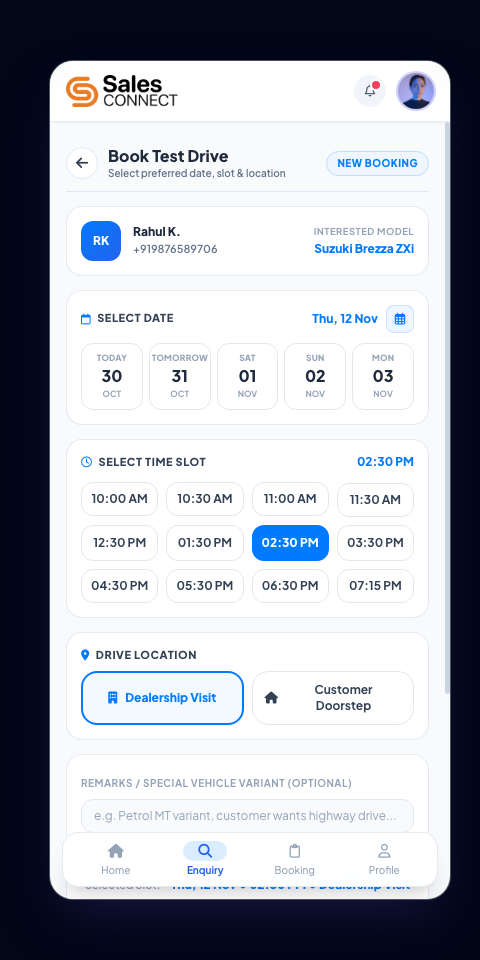 Sales
CONNECT
Book Test Drive
Select preferred date, slot & location
NEW BOOKING
RK
Rahul K.
+919876589706
INTERESTED MODEL
Suzuki Brezza ZXi
SELECT DATE
Thu, 12 Nov
TODAY
30
OCT
TOMORROW
31
OCT
SAT
01
NOV
SUN
02
NOV
MON
03
NOV
SELECT TIME SLOT
02:30 PM
10:00 AM
10:30 AM
11:00 AM
11:30 AM
12:30 PM
01:30 PM
02:30 PM
03:30 PM
04:30 PM
05:30 PM
06:30 PM
07:15 PM
DRIVE LOCATION
Dealership Visit
Customer
Doorstep
REMARKS / SPECIAL VEHICLE VARIANT (OPTIONAL)
e.g. Petrol MT variant, customer wants highway drive...
Home
Enquiry
Booking
Profile